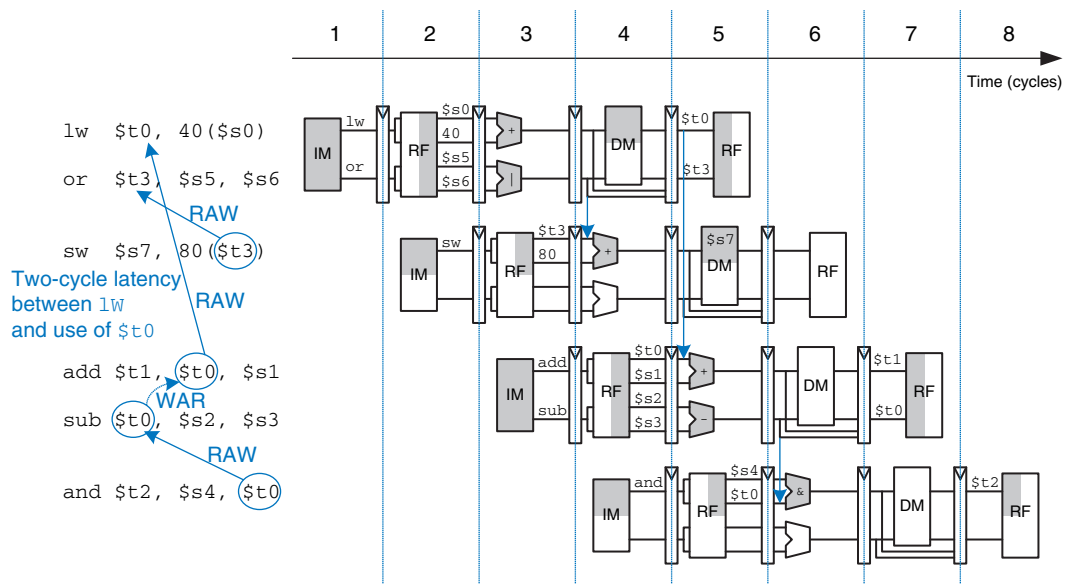 1 2 3 4 5 6 7 8
Time (cycles)
lw $t0, 40($s0)
or $t3, $s5, $s6
RAW
sw $s7, 80($t3)
Two-cycle latency
between lW
and use of $t0
RAW
add $t1, $t0, $s1
WAR
sub $t0, $s2, $s3
RAW
and $t2, $s4, $t0
IM
lw
or
RF
$s0
40
$s5
$s6
+
|
DM
$t0
$t3
RF
IM
sw
RF
$t3
80
+
$s7
DM
RF
IM
add
sub
RF
$t0
$s1
$s2
$s3
+
-
DM
$t1
$t0
RF
IM
and
RF
$s4
$t0
&
DM
$t2
RF